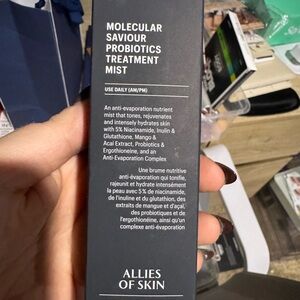 MOLECULAR
SAVIOUR
PROBIOTICS
TREATMENT
MIST
USE DAILY (AM/PM)
An anti-evaporation nutrient
mist that tones, rejuvenates
and intensely hydrates skin
with 5% Niacinamide, Inulin &
Glutathione, Mango &
Acai Extract, Probiotics &
Ergothioneine, and an
Anti-Evaporation Complex
Une brume nutritive
anti-évaporation qui tonifie,
rajeunit et hydrate intensément
la peau avec 5% de niacinamide,
de l'inuline et du glutathion, des
extraits de mangue et d'açaí,
des probiotiques et de
l'ergothionéine, ainsi qu'un
complexe anti-évaporation
ALLIES
OF SKIN